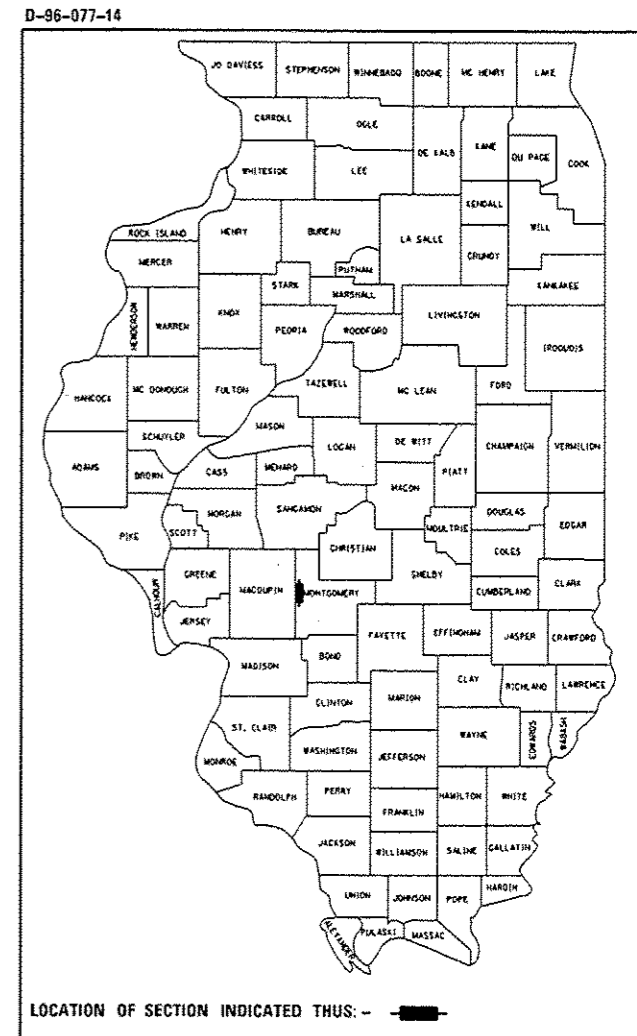 D-96-077-14
JO DAVIESS
STEPHENSON
WINNEBAGO
BOONE
MC HENRY
LAKE
CARROLL
OGLE
DE KALB
KANE
DU PAGE
COOK
WHITESIDE
LEE
KENDALL
WILL
ROCK ISLAND
HENRY
BUREAU
LA SALLE
GRUNDY
MERCER
PUTNAM
KANKAKEE
STARK
MARSHALL
HENDERSON
WARREN
KNOX
PEORIA
WOODFORD
LIVINGSTON
IROQUOIS
HANCOCK
MC DONOUGH
FULTON
TAZEWELL
MC LEAN
FORD
MASON
SCHUYLER
LOGAN
DE WITT
CHAMPAIGN
VERMILION
ADAMS
BROWN
CASS
MENARD
PIATT
MACON
MORGAN
SANGAMON
DOUGLAS
EDGAR
PIKE
SCOTT
MOULTRIE
CHRISTIAN
COLES
GREENE
MACOUPIN
MONTGOMERY
SHELBY
CUMBERLAND
CLARK
CALHOUN
JERSEY
FAYETTE
EFFINGHAM
JASPER
CRAWFORD
MADISON
BOND
CLAY
RICHLAND
LAWRENCE
CLINTON
MARION
ST. CLAIR
WAYNE
EDWARDS
WABASH
WASHINGTON
JEFFERSON
MONROE
RANDOLPH
PERRY
HAMILTON
WHITE
FRANKLIN
JACKSON
WILLIAMSON
SALINE
GALLATIN
UNION
JOHNSON
POPE
HARDIN
ALEXANDER
PULASKI
MASSAC
LOCATION OF SECTION INDICATED THUS: -